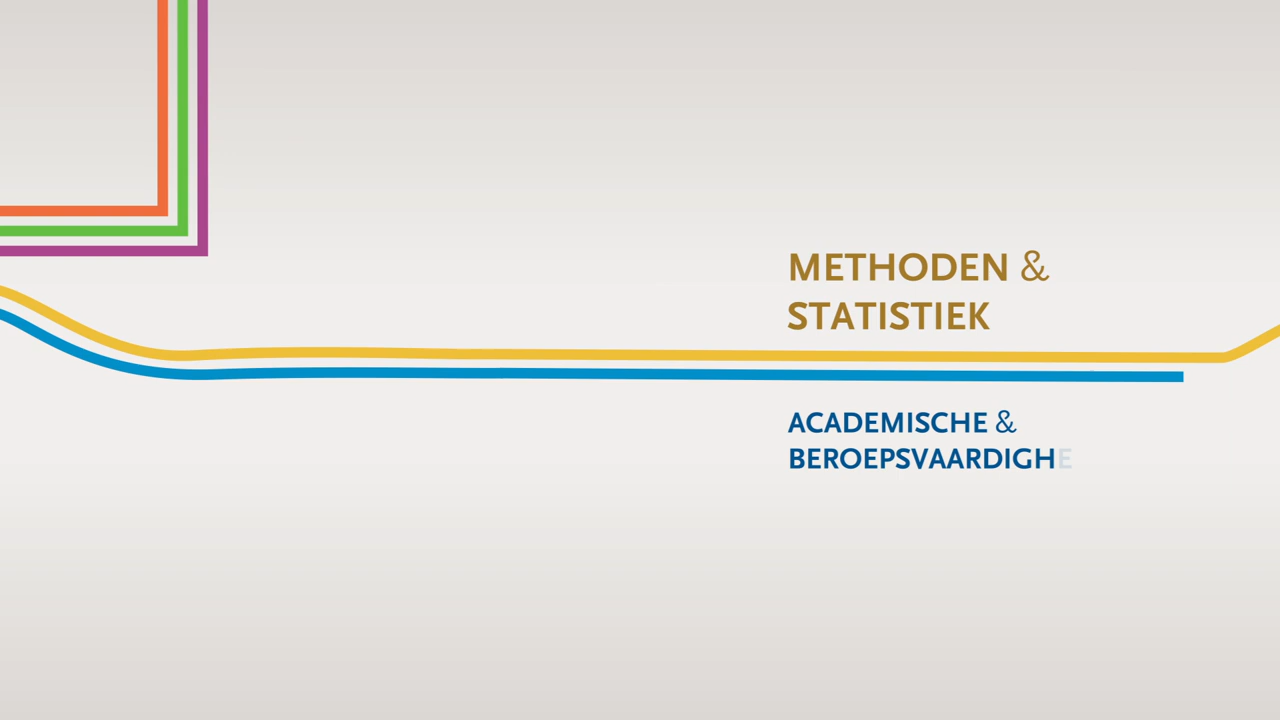 METHODEN &
STATISTIEK
ACADEMISCHE &
BEROEPSVAARDIGHE